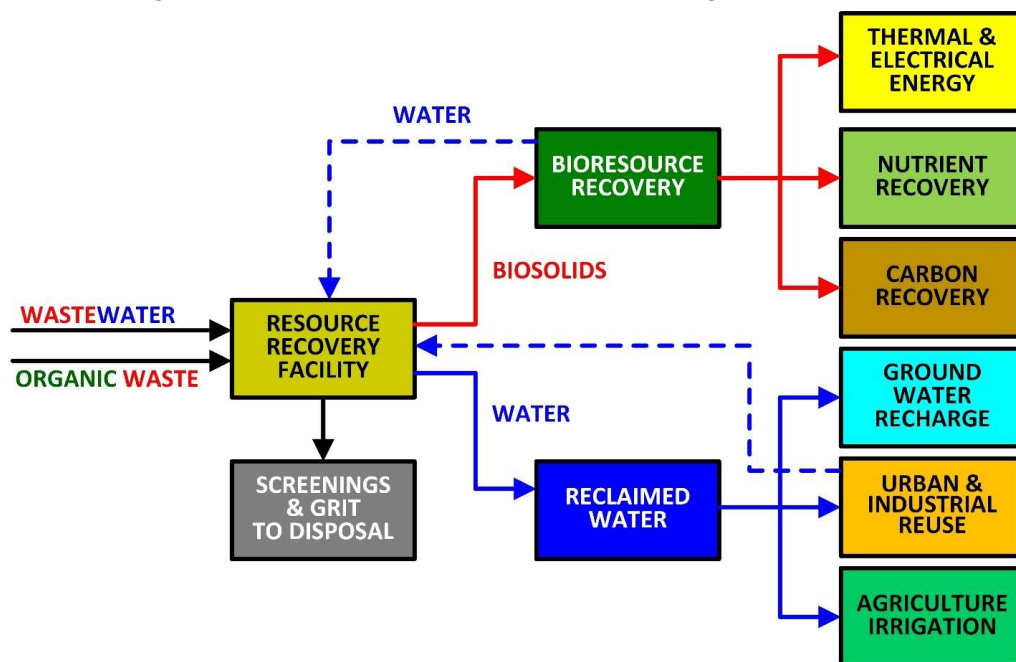 THERMAL &
ELECTRICAL
ENERGY
WATER
BIORESOURCE
RECOVERY
NUTRIENT
RECOVERY
BIOSOLIDS
CARBON
RECOVERY
WASTEWATER
ORGANIC WASTE
RESOURCE
RECOVERY
FACILITY
GROUND
WATER
RECHARGE
WATER
SCREENINGS
& GRIT
TO DISPOSAL
RECLAIMED
WATER
URBAN &
INDUSTRIAL
REUSE
AGRICULTURE
IRRIGATION